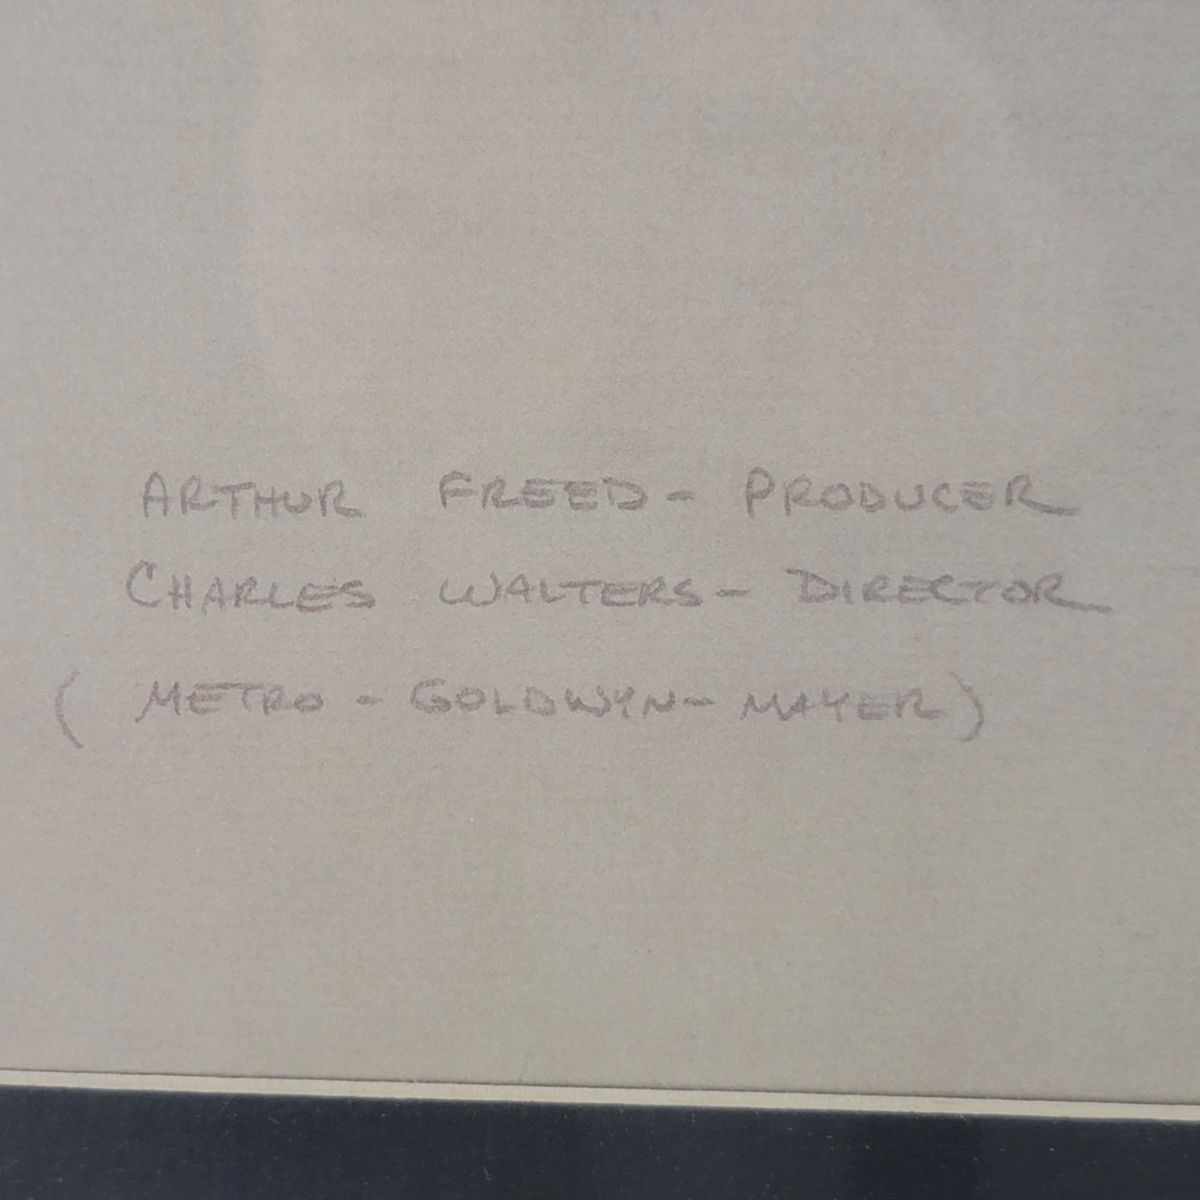 ARTHUR FREED - PRODUCER
CHARLES WALTERS - DIRECTOR
( METRO - GOLDWYN - MAYER )